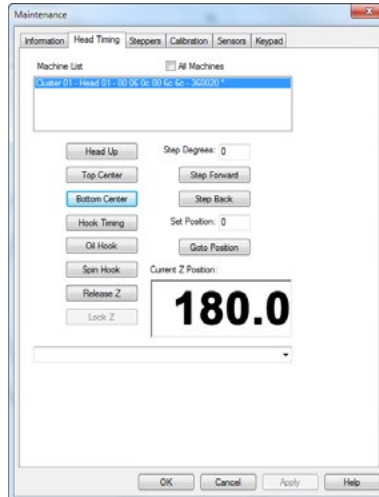 Maintenance
Information Head Timing Steppers Calibration Sensors Keypad
Machine List All Machines
Cluster 01 - Head 01 - 00 06 0c 00 6c 6c - 360020 *
Head Up Step Degrees: 0
Top Center Step Forward
Bottom Center Step Back
Hook Timing Set Position: 0
Oil Hook Goto Position
Spin Hook Current Z Position:
Release Z 180.0
Lock Z
OK Cancel Apply Help